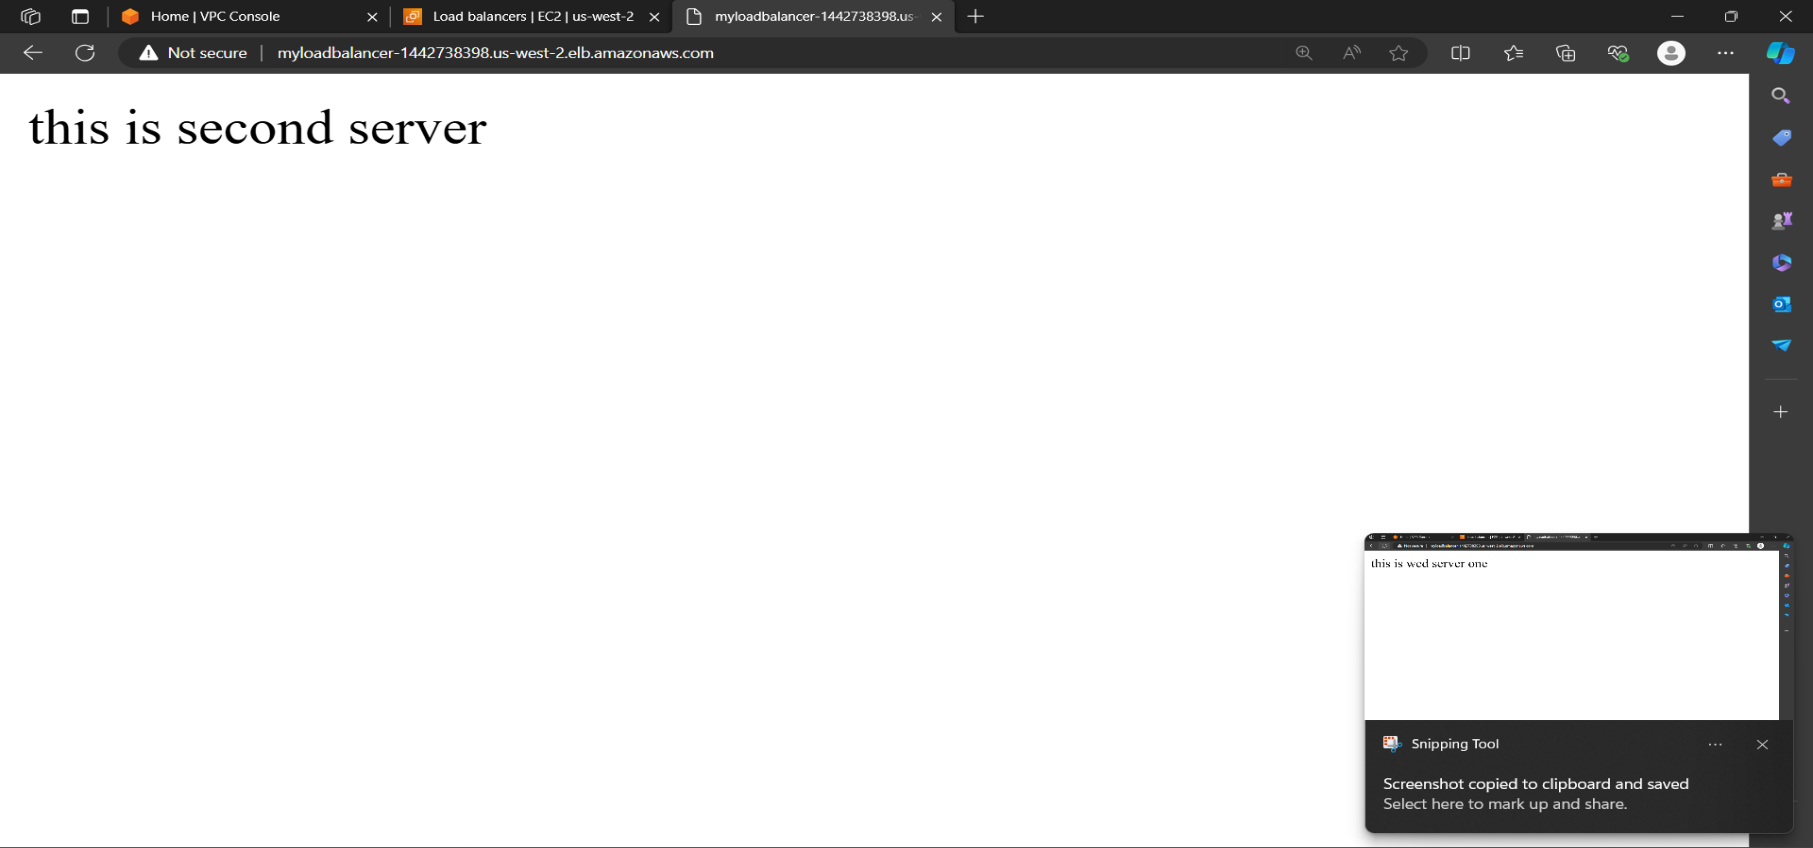 Home | VPC Console
Load balancers | EC2 | us-west-2
myloadbalancer-1442738398.us-
Not secure
myloadbalancer-1442738398.us-west-2.elb.amazonaws.com
this is second server
this is wed server one
Snipping Tool
Screenshot copied to clipboard and saved
Select here to mark up and share.